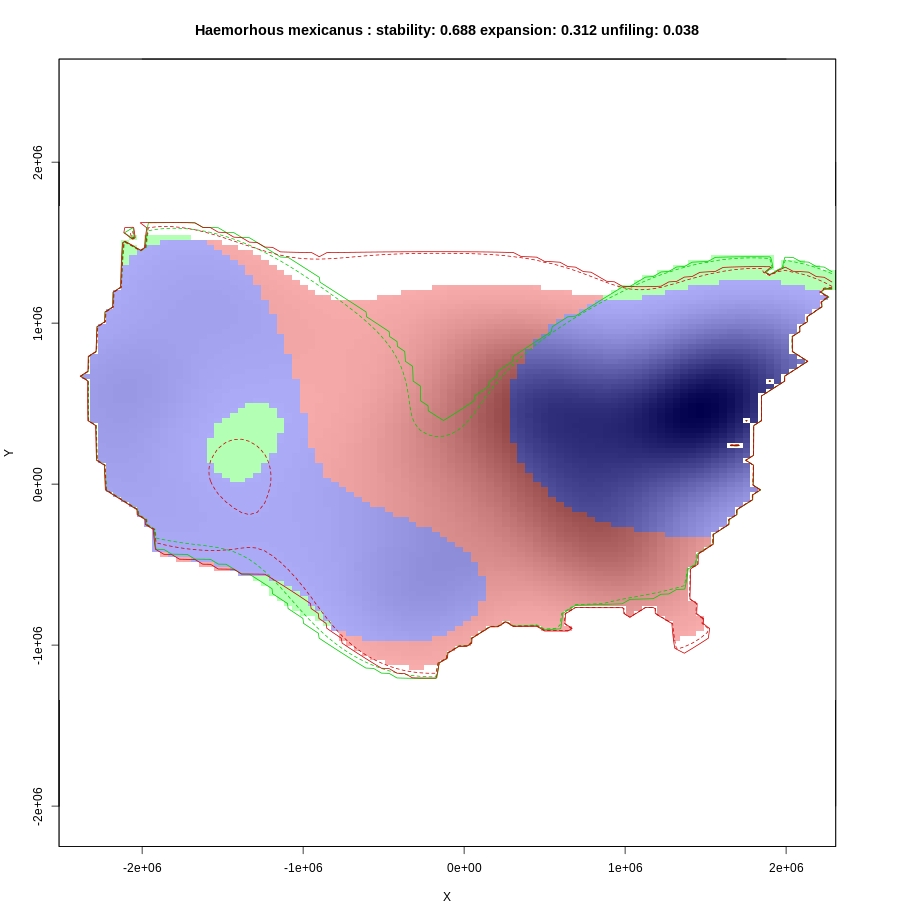 Haemorhous mexicanus : stability: 0.688 expansion: 0.312 unfiling: 0.038
2e+06
1e+06
0e+00
-1e+06
-2e+06
Y
-2e+06 -1e+06 0e+00 1e+06 2e+06
X